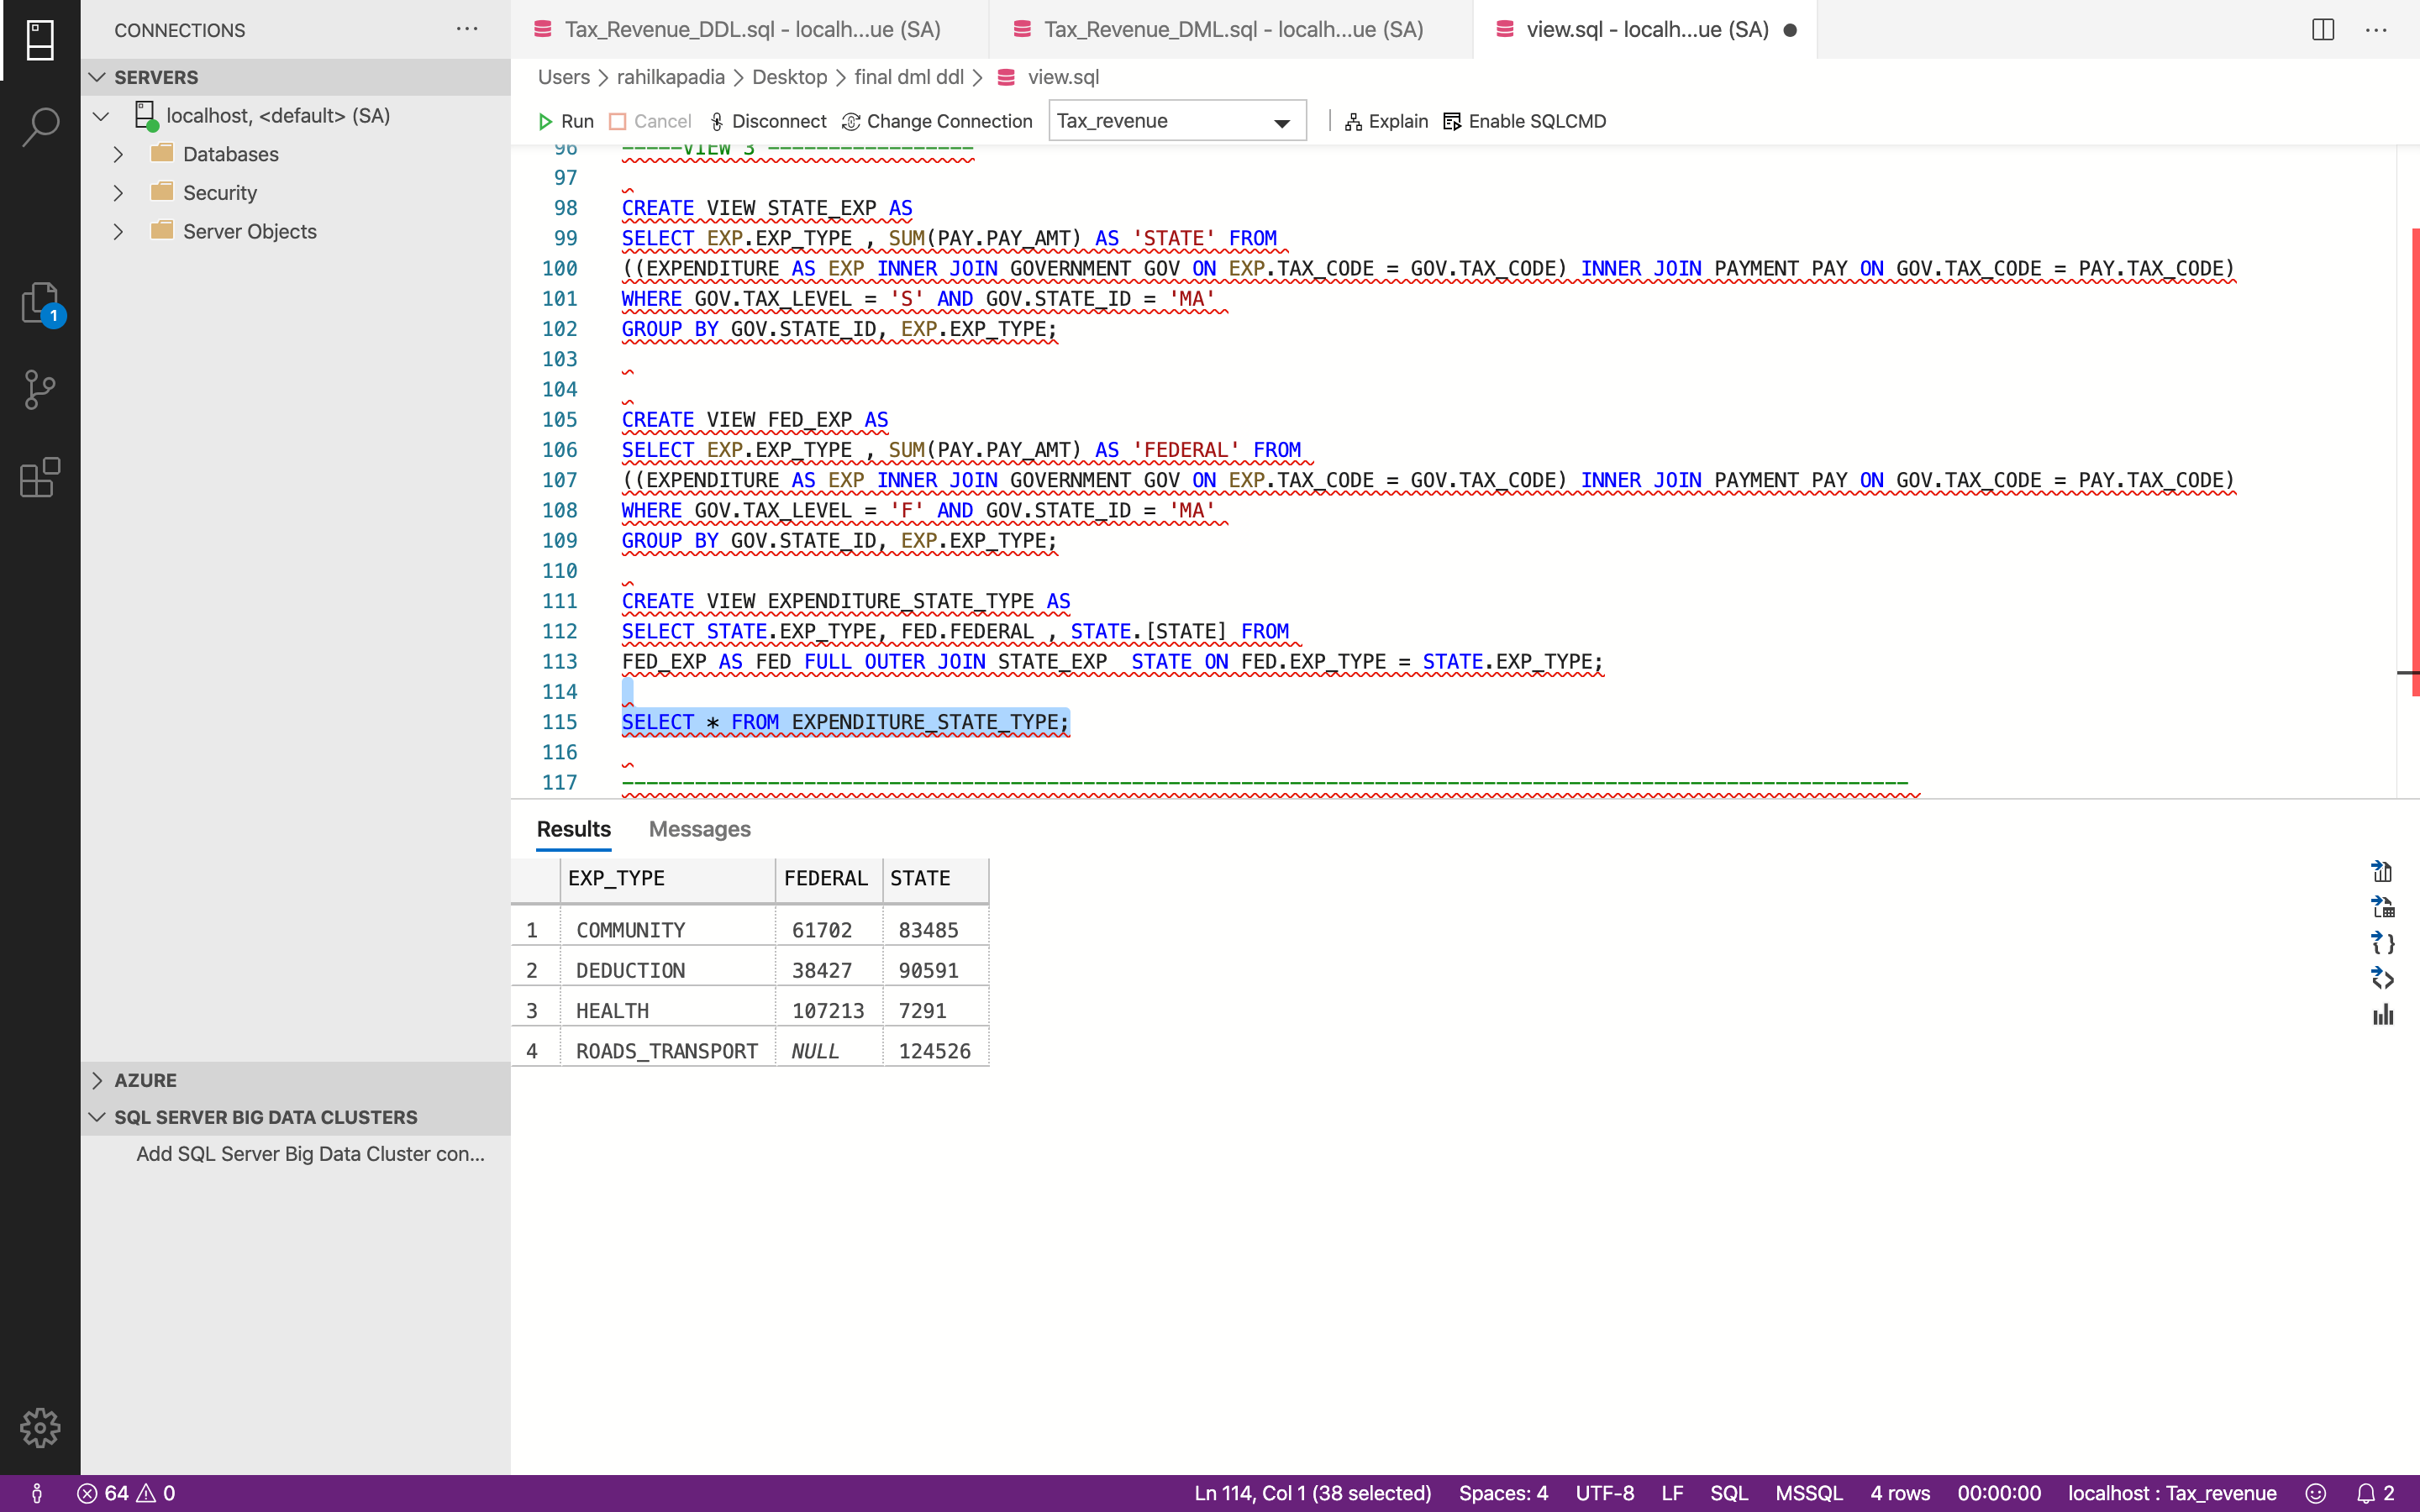 CONNECTIONS ...
SERVERS
localhost, <default> (SA)
Databases
Security
Server Objects
1
AZURE
SQL SERVER BIG DATA CLUSTERS
Add SQL Server Big Data Cluster con...
Tax_Revenue_DDL.sql - localh...ue (SA) Tax_Revenue_DML.sql - localh...ue (SA) view.sql - localh...ue (SA) ● ...
Users > rahilkapadia > Desktop > final dml ddl > view.sql
Run Cancel Disconnect Change Connection Tax_revenue Explain Enable SQLCMD
96 -----VIEW 3 -----------------
97
98 CREATE VIEW STATE_EXP AS
99 SELECT EXP.EXP_TYPE , SUM(PAY.PAY_AMT) AS 'STATE' FROM
100 ((EXPENDITURE AS EXP INNER JOIN GOVERNMENT GOV ON EXP.TAX_CODE = GOV.TAX_CODE) INNER JOIN PAYMENT PAY ON GOV.TAX_CODE = PAY.TAX_CODE)
101 WHERE GOV.TAX_LEVEL = 'S' AND GOV.STATE_ID = 'MA'
102 GROUP BY GOV.STATE_ID, EXP.EXP_TYPE;
103
104
105 CREATE VIEW FED_EXP AS
106 SELECT EXP.EXP_TYPE , SUM(PAY.PAY_AMT) AS 'FEDERAL' FROM
107 ((EXPENDITURE AS EXP INNER JOIN GOVERNMENT GOV ON EXP.TAX_CODE = GOV.TAX_CODE) INNER JOIN PAYMENT PAY ON GOV.TAX_CODE = PAY.TAX_CODE)
108 WHERE GOV.TAX_LEVEL = 'F' AND GOV.STATE_ID = 'MA'
109 GROUP BY GOV.STATE_ID, EXP.EXP_TYPE;
110
111 CREATE VIEW EXPENDITURE_STATE_TYPE AS
112 SELECT STATE.EXP_TYPE, FED.FEDERAL , STATE.[STATE] FROM
113 FED_EXP AS FED FULL OUTER JOIN STATE_EXP  STATE ON FED.EXP_TYPE = STATE.EXP_TYPE;
114
115 SELECT * FROM EXPENDITURE_STATE_TYPE;
116
117 ----------------------------------------------------------------------------------------------------------
Results Messages
EXP_TYPE FEDERAL STATE
1 COMMUNITY 61702 83485
2 DEDUCTION 38427 90591
3 HEALTH 107213 7291
4 ROADS_TRANSPORT NULL 124526
64 0 Ln 114, Col 1 (38 selected) Spaces: 4 UTF-8 LF SQL MSSQL 4 rows 00:00:00 localhost : Tax_revenue 2